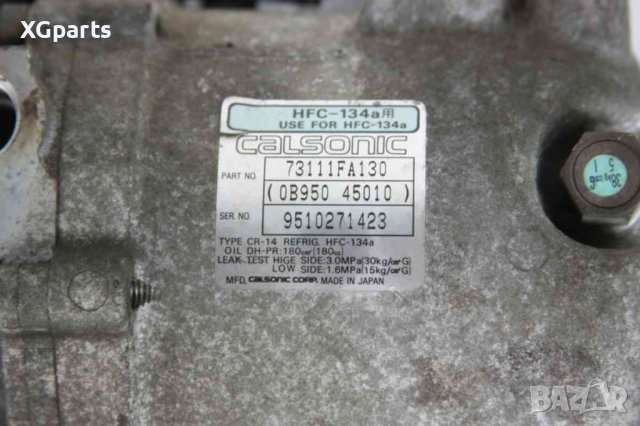 XGparts
HFC-134a用
USE FOR HFC-134a
CALSONIC
PART NO. 73111FA130
(0B950 45010)
SER NO. 9510271423
TYPE CR-14 REFRIG. HFC-134a
OIL DH-PR:180cm³(180cc)
LEAK TEST HIGE SIDE:3.0MPa(30kg/cm²G)
LOW SIDE:1.6MPa(15kg/cm²G)
MFD. CALSONIC CORP. MADE IN JAPAN
BAZAR